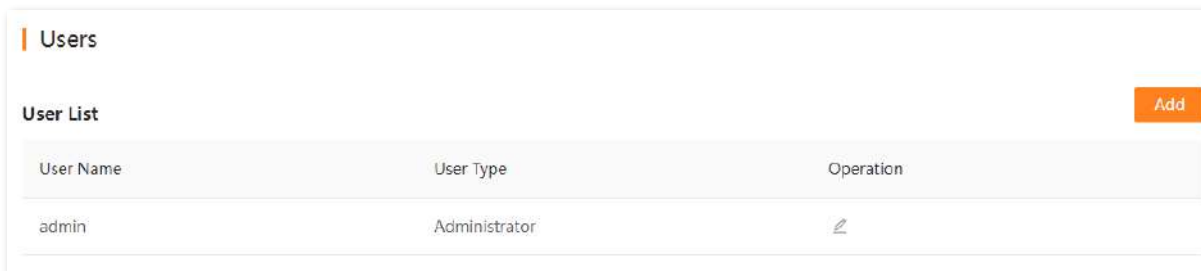 Users
User List
Add
User Name User Type Operation
admin Administrator